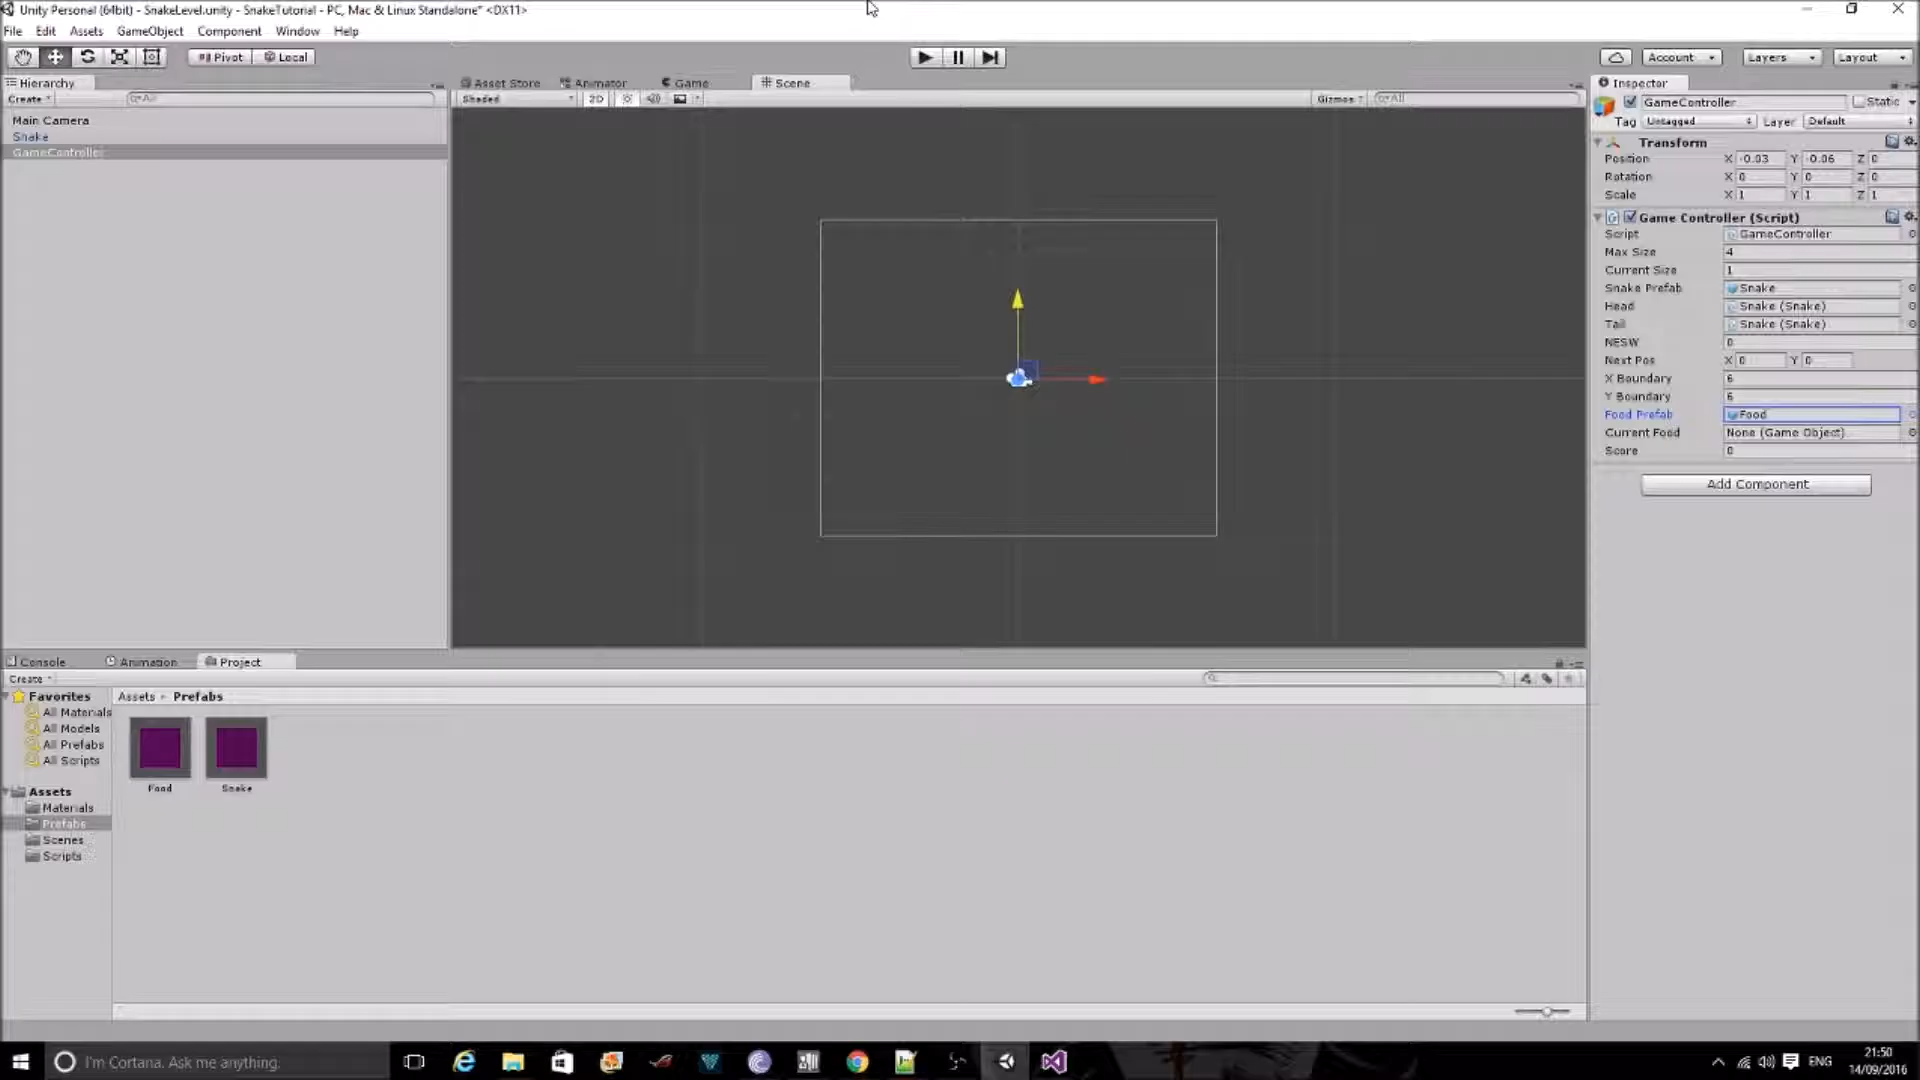 Unity Personal (64bit) - SnakeLevel.unity - SnakeTutorial - PC, Mac & Linux Standalone* <DX11>
File Edit Assets GameObject Component Window Help
Pivot Local Account Layers Layout
Hierarchy Asset Store Animator Game Scene Inspector
Create All Shaded 2D Gizmos All
GameController Static
Tag Untagged Layer Default
Main Camera
Snake
GameController
Transform
Position X -0.03 Y -0.06 Z 0
Rotation X 0 Y 0 Z 0
Scale X 1 Y 1 Z 1
Game Controller (Script)
Script GameController
Max Size 4
Current Size 1
Snake Prefab Snake
Head Snake (Snake)
Tail Snake (Snake)
NESW 0
Next Pos X 0 Y 0
X Boundary 6
Y Boundary 6
Food Prefab Food
Current Food None (Game Object)
Score 0
Add Component
Console Animation Project
Create
Favorites
All Materials
All Models
All Prefabs
All Scripts
Assets
Materials
Prefabs
Scenes
Scripts
Assets Prefabs
Food Snake
I'm Cortana. Ask me anything.
ENG
21:50
14/09/2016